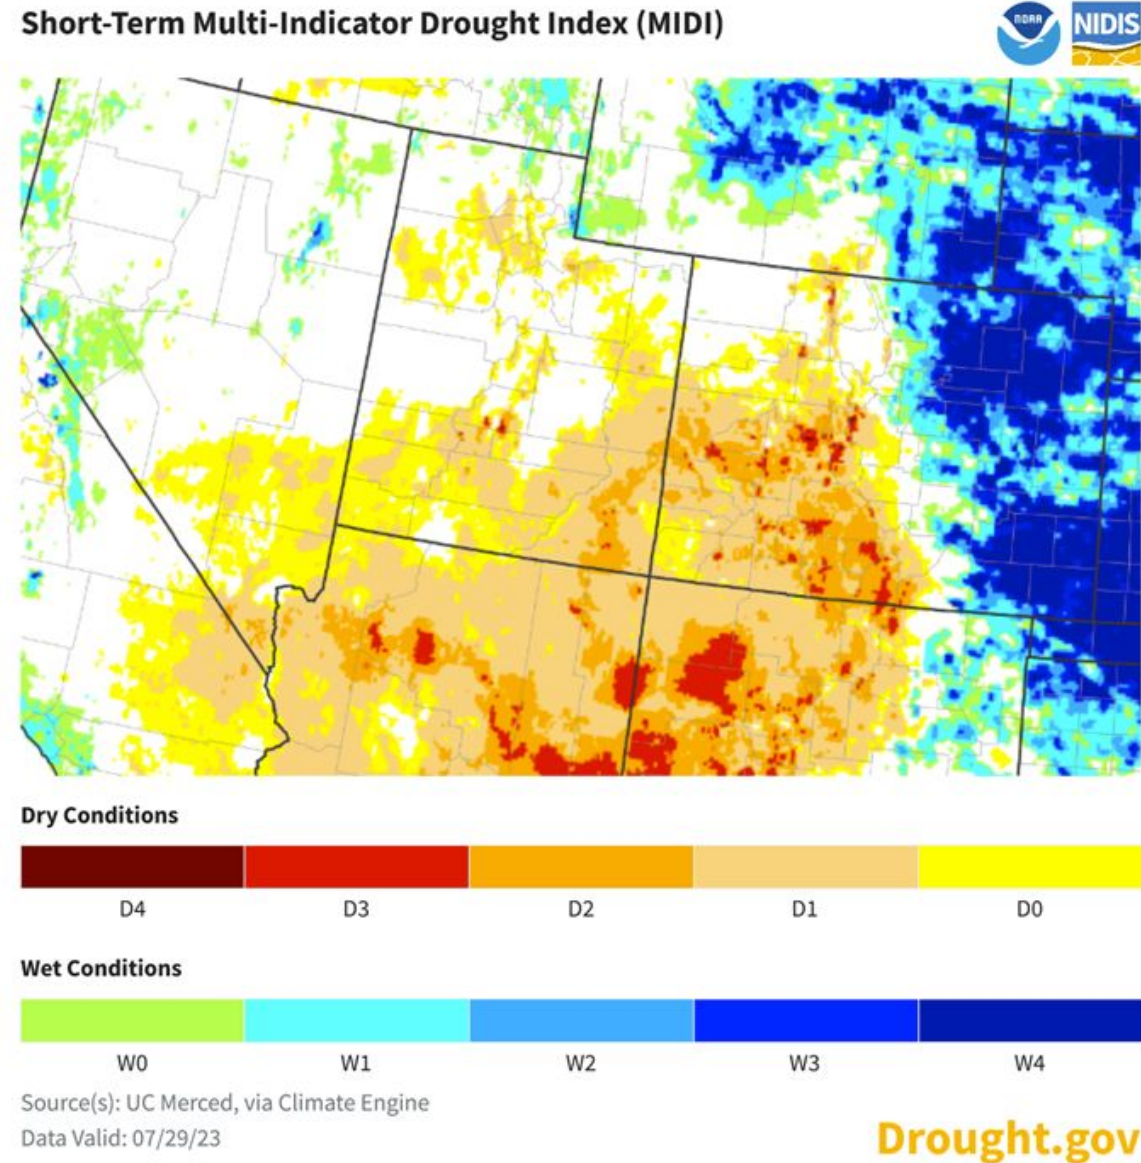 Short-Term Multi-Indicator Drought Index (MIDI)
NOAA
NIDIS
Dry Conditions
D4 D3 D2 D1 D0
Wet Conditions
W0 W1 W2 W3 W4
Source(s): UC Merced, via Climate Engine
Data Valid: 07/29/23
Drought.gov